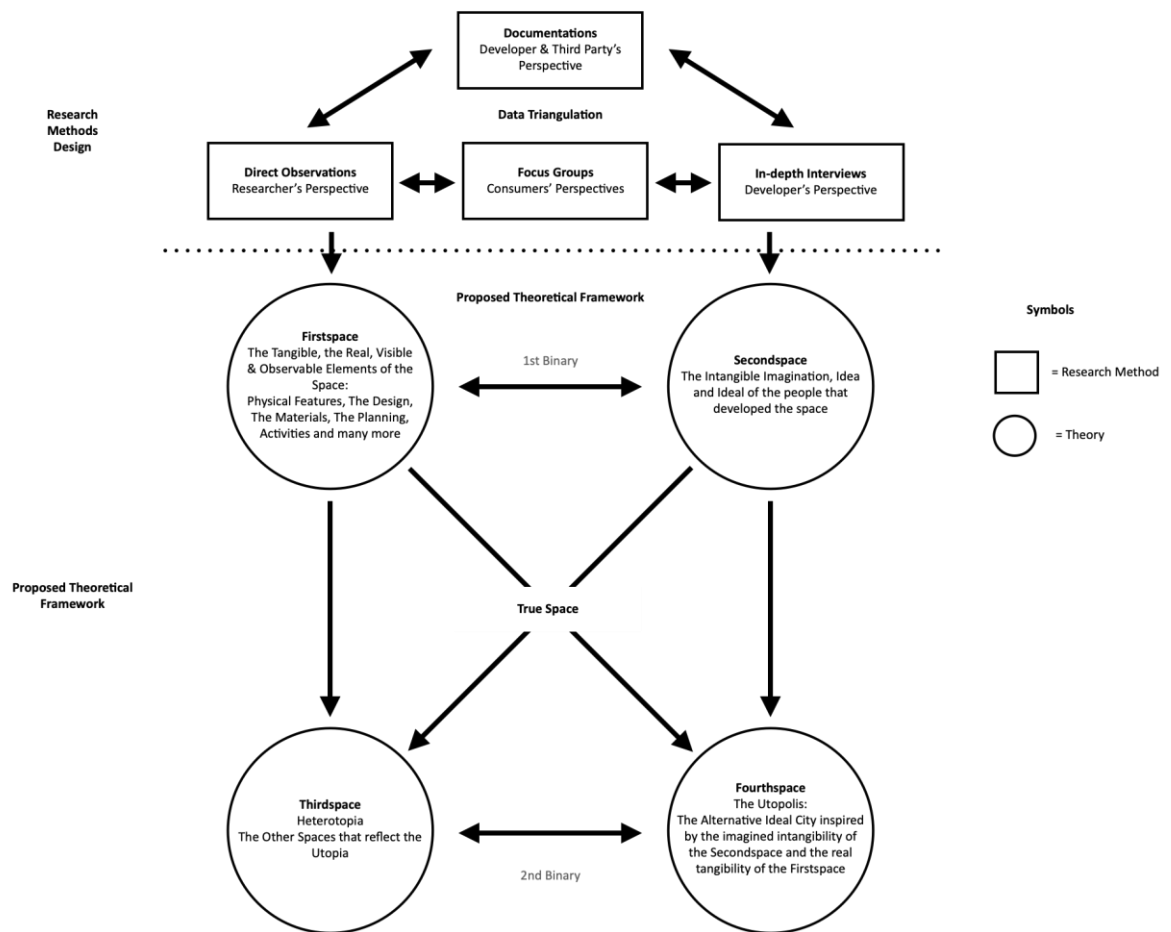 Documentations
Developer & Third Party’s
Perspective
Research
Methods
Design
Data Triangulation
Direct Observations
Researcher’s Perspective
Focus Groups
Consumers’ Perspectives
In-depth Interviews
Developer’s Perspective
Proposed Theoretical Framework
Firstspace
The Tangible, the Real, Visible
& Observable Elements of the
Space:
Physical Features, The Design,
The Materials, The Planning,
Activities and many more
1st Binary
Secondspace
The Intangible Imagination, Idea
and Ideal of the people that
developed the space
Symbols
= Research Method
= Theory
Proposed Theoretical
Framework
True Space
Thirdspace
Heterotopia
The Other Spaces that reflect the
Utopia
2nd Binary
Fourthspace
The Utopolis:
The Alternative Ideal City inspired
by the imagined intangibility of
the Secondspace and the real
tangibility of the Firstspace